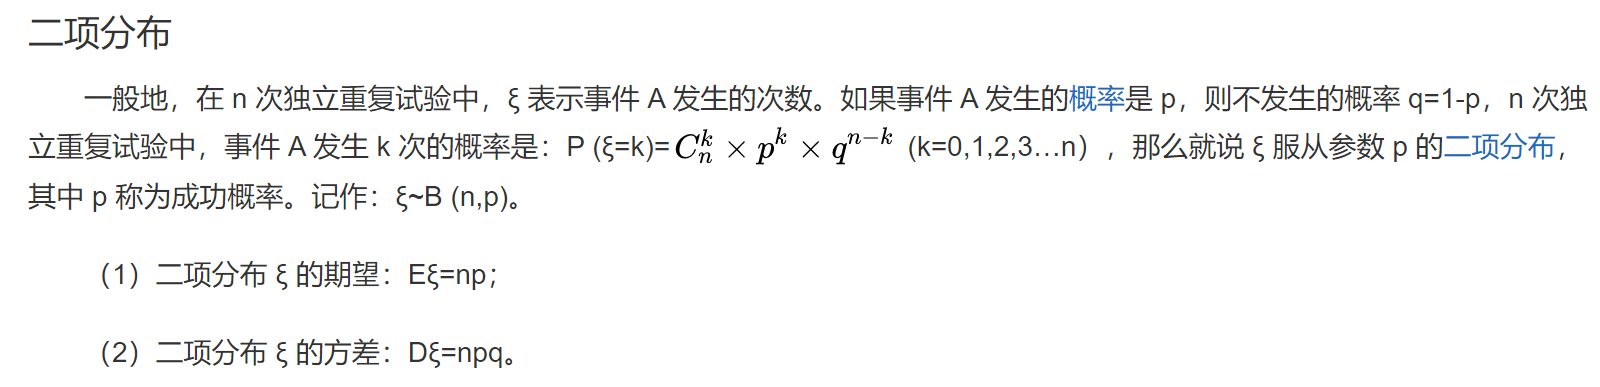 二项分布
一般地，在 n 次独立重复试验中，ξ 表示事件 A 发生的次数。如果事件 A 发生的概率是 p，则不发生的概率 q=1-p，n 次独
立重复试验中，事件 A 发生 k 次的概率是：P (ξ=k)= $C_n^k \times p^k \times q^{n-k}$ (k=0,1,2,3…n），那么就说 ξ 服从参数 p 的二项分布，
其中 p 称为成功概率。记作：ξ~B (n,p)。
（1）二项分布 ξ 的期望：Eξ=np；
（2）二项分布 ξ 的方差：Dξ=npq。